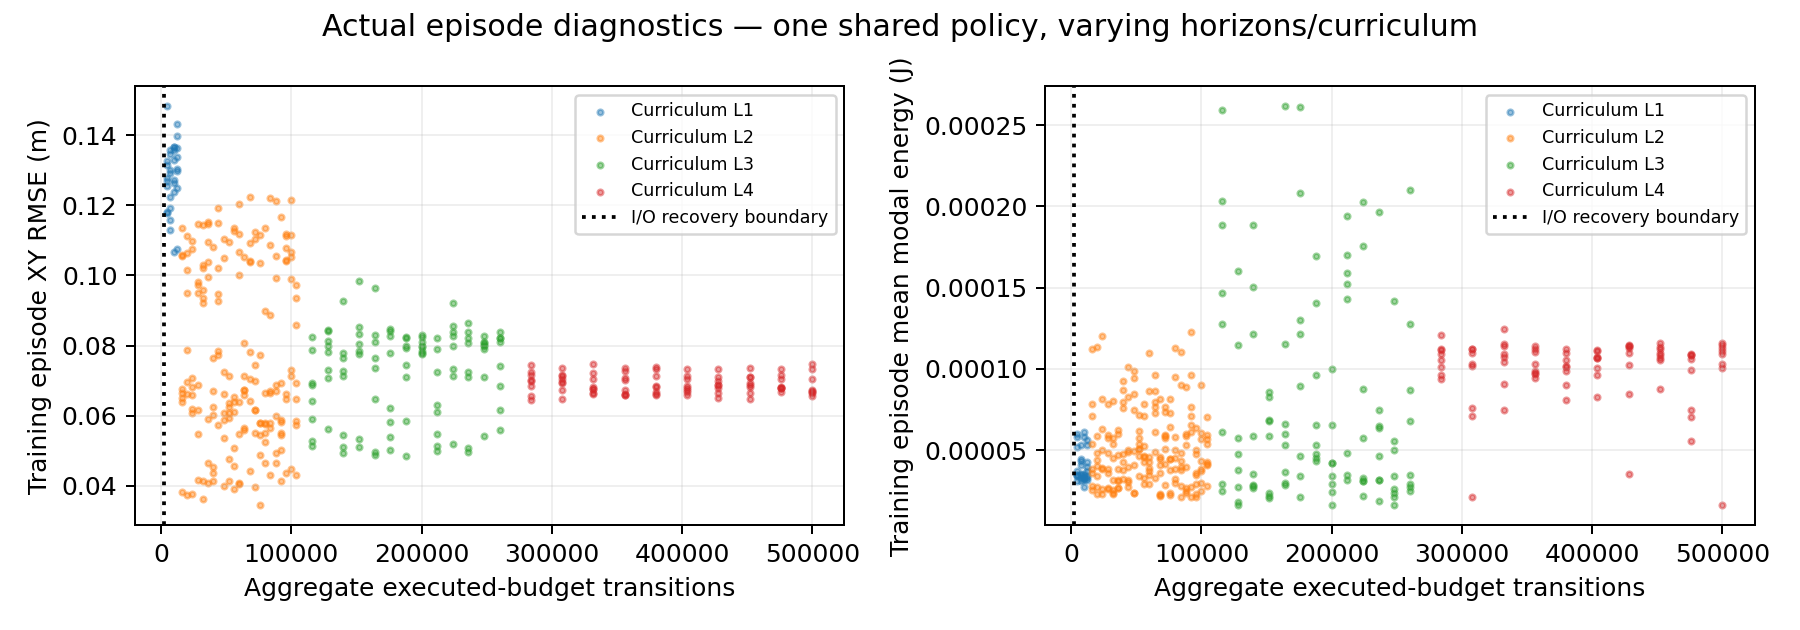 Actual episode diagnostics — one shared policy, varying horizons/curriculum
Training episode XY RMSE (m)
0.14
0.12
0.10
0.08
0.06
0.04
Curriculum L1
Curriculum L2
Curriculum L3
Curriculum L4
I/O recovery boundary
0 100000 200000 300000 400000 500000
Aggregate executed-budget transitions
Training episode mean modal energy (J)
0.00025
0.00020
0.00015
0.00010
0.00005
Curriculum L1
Curriculum L2
Curriculum L3
Curriculum L4
I/O recovery boundary
0 100000 200000 300000 400000 500000
Aggregate executed-budget transitions